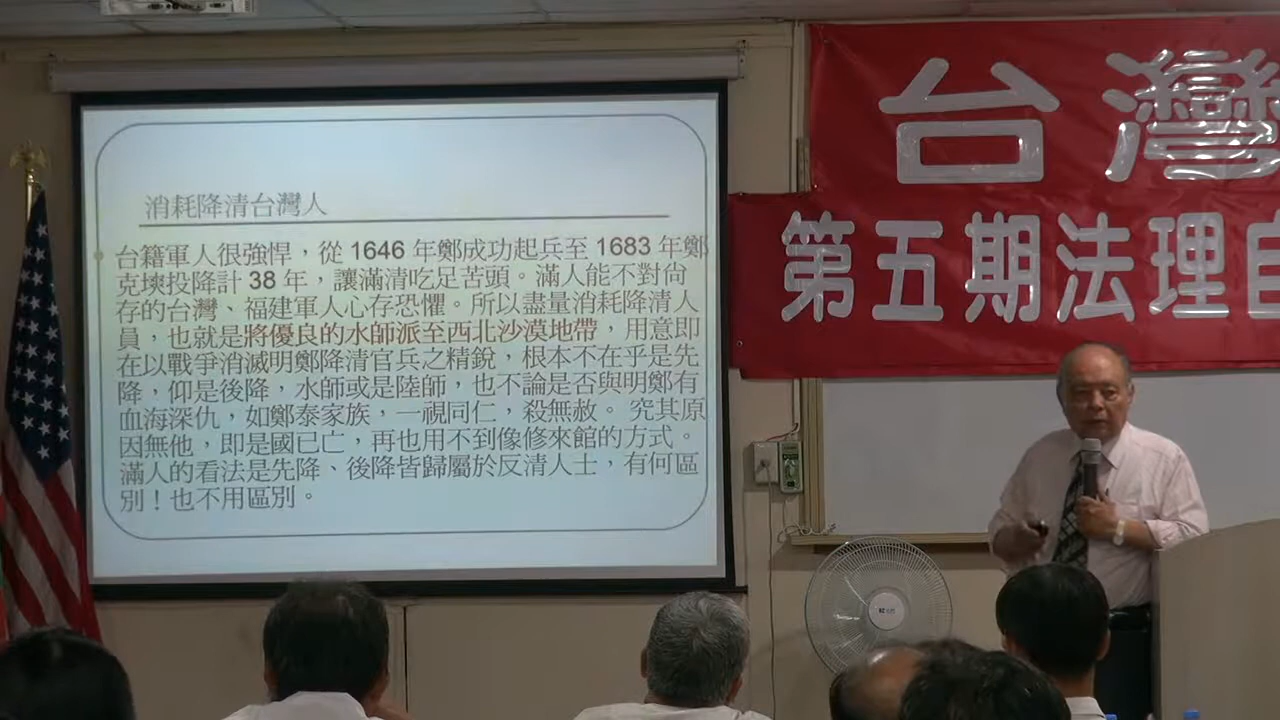 消耗降清台灣人
台籍軍人很強悍，從 1646 年鄭成功起兵至 1683 年鄭
克塽投降計 38 年，讓滿清吃足苦頭。滿人能不對尚
存的台灣、福建軍人心存恐懼。所以盡量消耗降清人
員，也就是將優良的水師派至西北沙漠地帶，用意即
在以戰爭消滅明鄭降清官兵之精銳，根本不在乎是先
降，仰是後降，水師或是陸師，也不論是否與明鄭有
血海深仇，如鄭泰家族，一視同仁，殺無赦。 究其原
因無他，即是國已亡，再也用不到像修來館的方式。
滿人的看法是先降、後降皆歸屬於反清人士，有何區
別！也不用區別。
台灣
第五期法理自